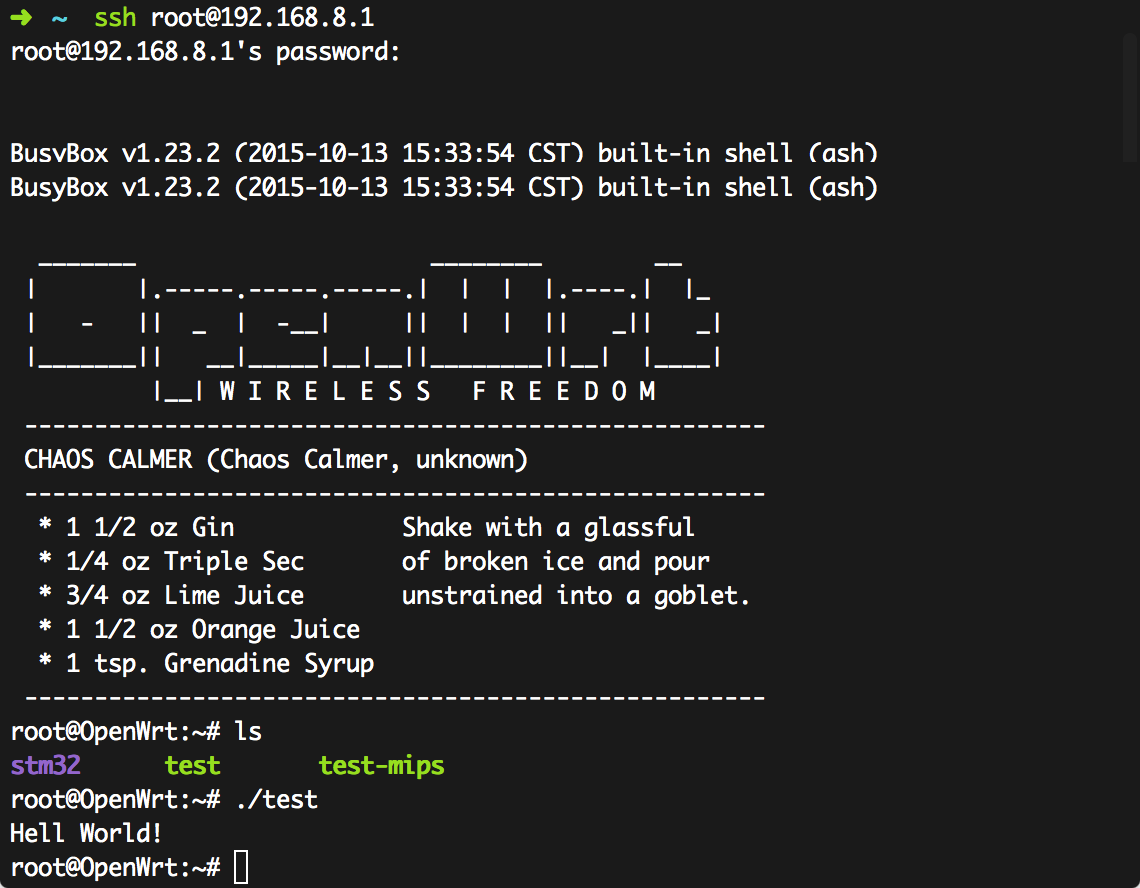 ➜  ~  ssh root@192.168.8.1
root@192.168.8.1's password:
BusyBox v1.23.2 (2015-10-13 15:33:54 CST) built-in shell (ash)
BusyBox v1.23.2 (2015-10-13 15:33:54 CST) built-in shell (ash)
  _______                     ________        __
 |       |.-----.-----.-----.|  |  |  |.----.|  |_
 |   -   ||  _  |  -__|     ||  |  |  ||   _||   _|
 |_______||   __|_____|__|__||________||__|  |____|
          |__| W I R E L E S S   F R E E D O M
 -----------------------------------------------------
 CHAOS CALMER (Chaos Calmer, unknown)
 -----------------------------------------------------
  * 1 1/2 oz Gin            Shake with a glassful
  * 1/4 oz Triple Sec       of broken ice and pour
  * 3/4 oz Lime Juice       unstrained into a goblet.
  * 1 1/2 oz Orange Juice
  * 1 tsp. Grenadine Syrup
 -----------------------------------------------------
root@OpenWrt:~# ls
stm32      test       test-mips
root@OpenWrt:~# ./test
Hell World!
root@OpenWrt:~#